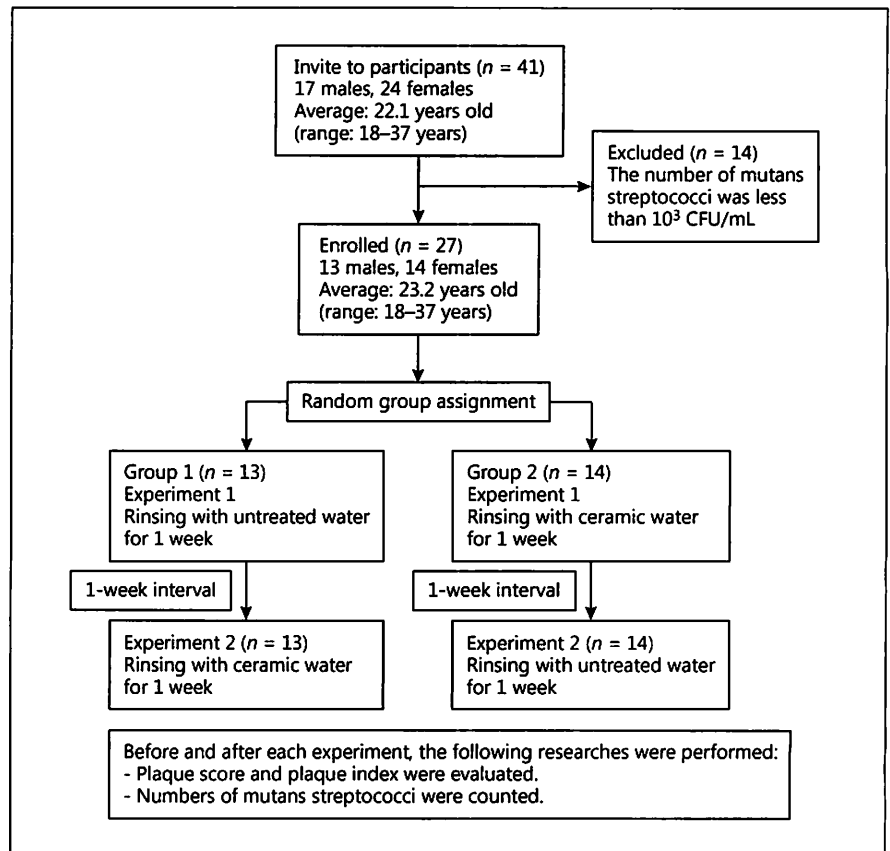 Invite to participants (n = 41)
17 males, 24 females
Average: 22.1 years old
(range: 18–37 years)
Excluded (n = 14)
The number of mutans
streptococci was less
than 10³ CFU/mL
Enrolled (n = 27)
13 males, 14 females
Average: 23.2 years old
(range: 18–37 years)
Random group assignment
Group 1 (n = 13)
Experiment 1
Rinsing with untreated water
for 1 week
Group 2 (n = 14)
Experiment 1
Rinsing with ceramic water
for 1 week
1-week interval
1-week interval
Experiment 2 (n = 13)
Rinsing with ceramic water
for 1 week
Experiment 2 (n = 14)
Rinsing with untreated water
for 1 week
Before and after each experiment, the following researches were performed:
- Plaque score and plaque index were evaluated.
- Numbers of mutans streptococci were counted.